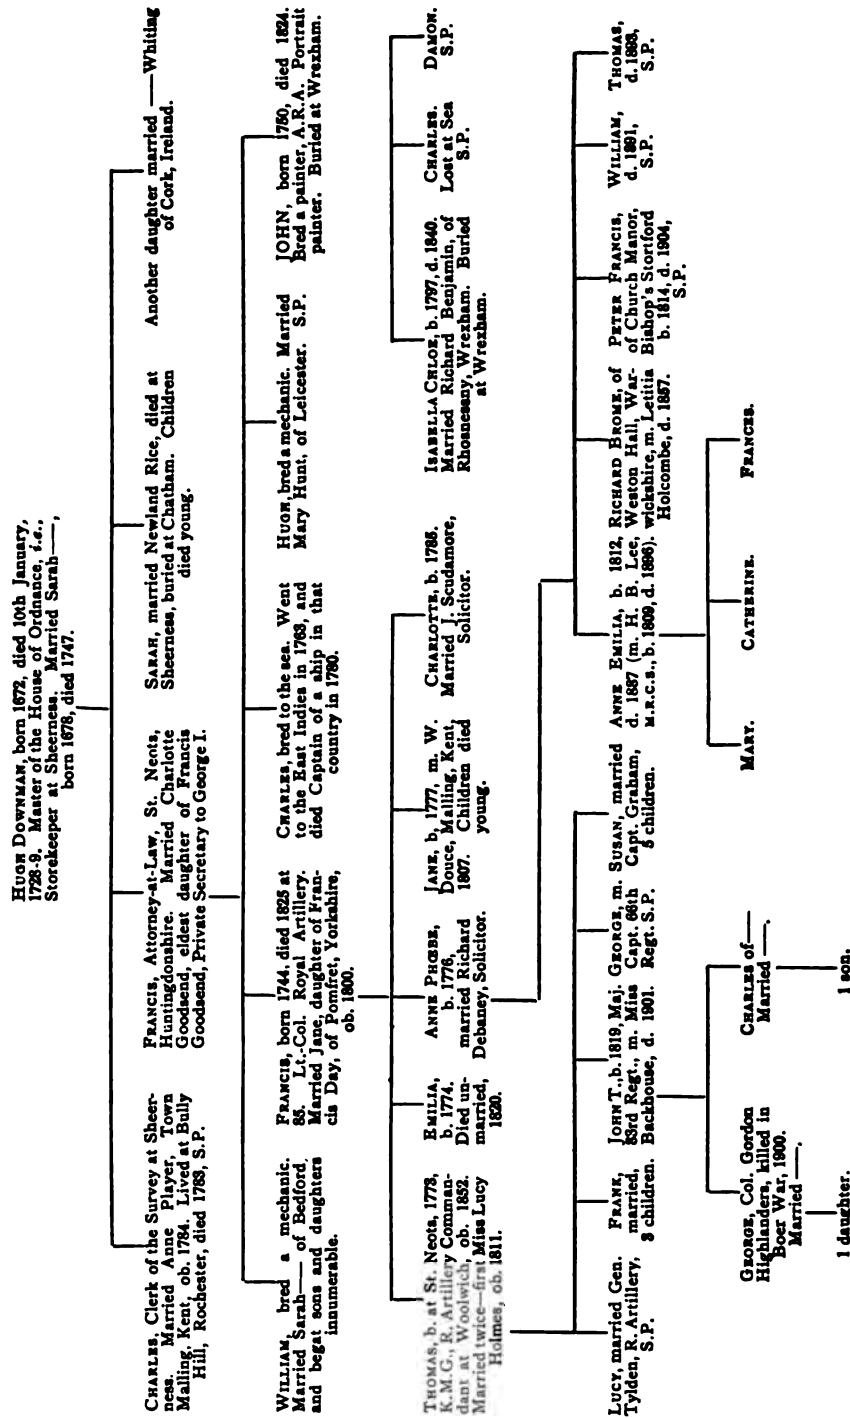 HUGH DOWNMAN, born 1672, died 10th January,
1728-9. Master of the House of Ordnance, i.e.,
Storekeeper at Sheerness. Married Sarah——,
born 1678, died 1747.
CHARLES, Clerk of the Survey at Sheer-
ness. Married Anne Player, Town
Malling, Kent, ob. 1784. Lived at Bully
Hill, Rochester, died 1763, S.P.
FRANCIS, Attorney-at-Law, St. Neots,
Huntingdonshire. Married Charlotte
Goodsend, eldest daughter of Francis
Goodsend, Private Secretary to George I.
SARAH, married Newland Rice, died at
Sheerness, buried at Chatham. Children
died young.
Another daughter married ——Whiting
of Cork, Ireland.
WILLIAM, bred a mechanic.
Married Sarah—— of Bedford,
and begat sons and daughters
innumerable.
FRANCIS, born 1744, died 1825 at
85. Lt.-Col. Royal Artillery.
Married Jane, daughter of Fran-
cis Day, of Pomfret, Yorkshire,
ob. 1800.
CHARLES, bred to the sea. Went
to the East Indies in 1763, and
died Captain of a ship in that
country in 1780.
HUGH, bred a mechanic. Married
Mary Hunt, of Leicester. S.P.
JOHN, born 1750, died 1824.
Bred a painter, A.R.A. Portrait
painter. Buried at Wrexham.
THOMAS, b. at St. Neots, 1773,
K.M.G., R. Artillery Comman-
dant at Woolwich, ob. 1852.
Married twice—first Miss Lucy
Holmes, ob. 1811.
EMILIA,
b. 1774.
Died un-
married,
1820.
ANNE PHŒBE,
b. 1776,
married Richard
Debaney, Solicitor.
JANE, b, 1777, m. W.
Douce, Malling, Kent,
1807. Children died
young.
CHARLOTTE, b. 1785.
Married J. Scudamore,
Solicitor.
ISABELLA CHLOE, b. 1797, d. 1840.
Married Richard Benjamin, of
Rhosnesny, Wrexham. Buried
at Wrexham.
CHARLES.
Lost at Sea
S.P.
DAMON.
S.P.
LUCY, married Gen.
Tylden, R. Artillery,
S.P.
FRANK,
married,
8 children.
JOHN T., b. 1819, Maj.
83rd Regt., m. Miss
Backhouse, d. 1901.
GEORGE, m.
Capt. 66th
Regt. S.P.
SUSAN, married
Capt. Graham,
5 children.
ANNE EMILIA, b. 1812,
d. 1887 (m. H. B. Lee,
M.R.C.S., b. 1809, d. 1896).
RICHARD BROME, of
Weston Hall, War-
wickshire, m. Letitia
Holcombe, d. 1857.
PETER FRANCIS,
of Church Manor,
Bishop's Stortford
b. 1814, d. 1904,
S.P.
WILLIAM,
d. 1891,
S.P.
THOMAS,
d. 1893,
S.P.
GEORGE, Col. Gordon
Highlanders, killed in
Boer War, 1900.
Married ——.
CHARLES of——
Married ——.
MARY.
CATHERINE.
FRANCES.
1 daughter.
1 son.